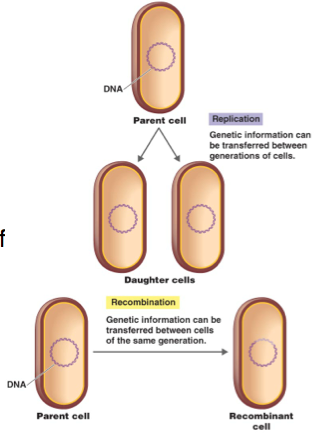 DNA
Parent cell
Replication
Genetic information can
be transferred between
generations of cells.
f
Daughter cells
Recombination
Genetic information can be
transferred between cells
of the same generation.
DNA
Parent cell
Recombinant
cell